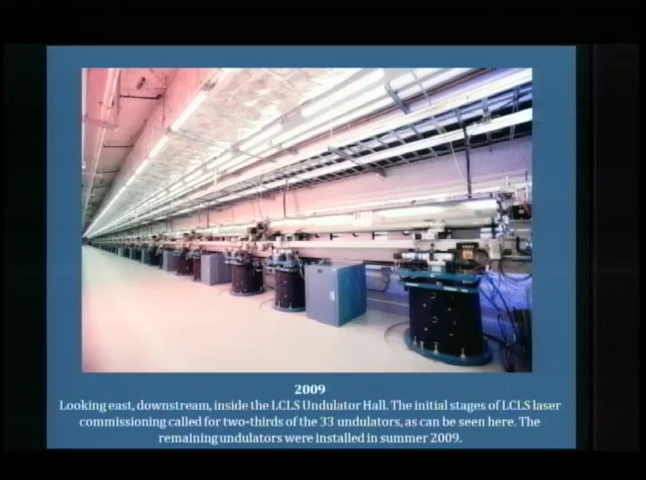 2009
Looking east, downstream, inside the LCLS Undulator Hall. The initial stages of LCLS laser
commissioning called for two-thirds of the 33 undulators, as can be seen here. The
remaining undulators were installed in summer 2009.